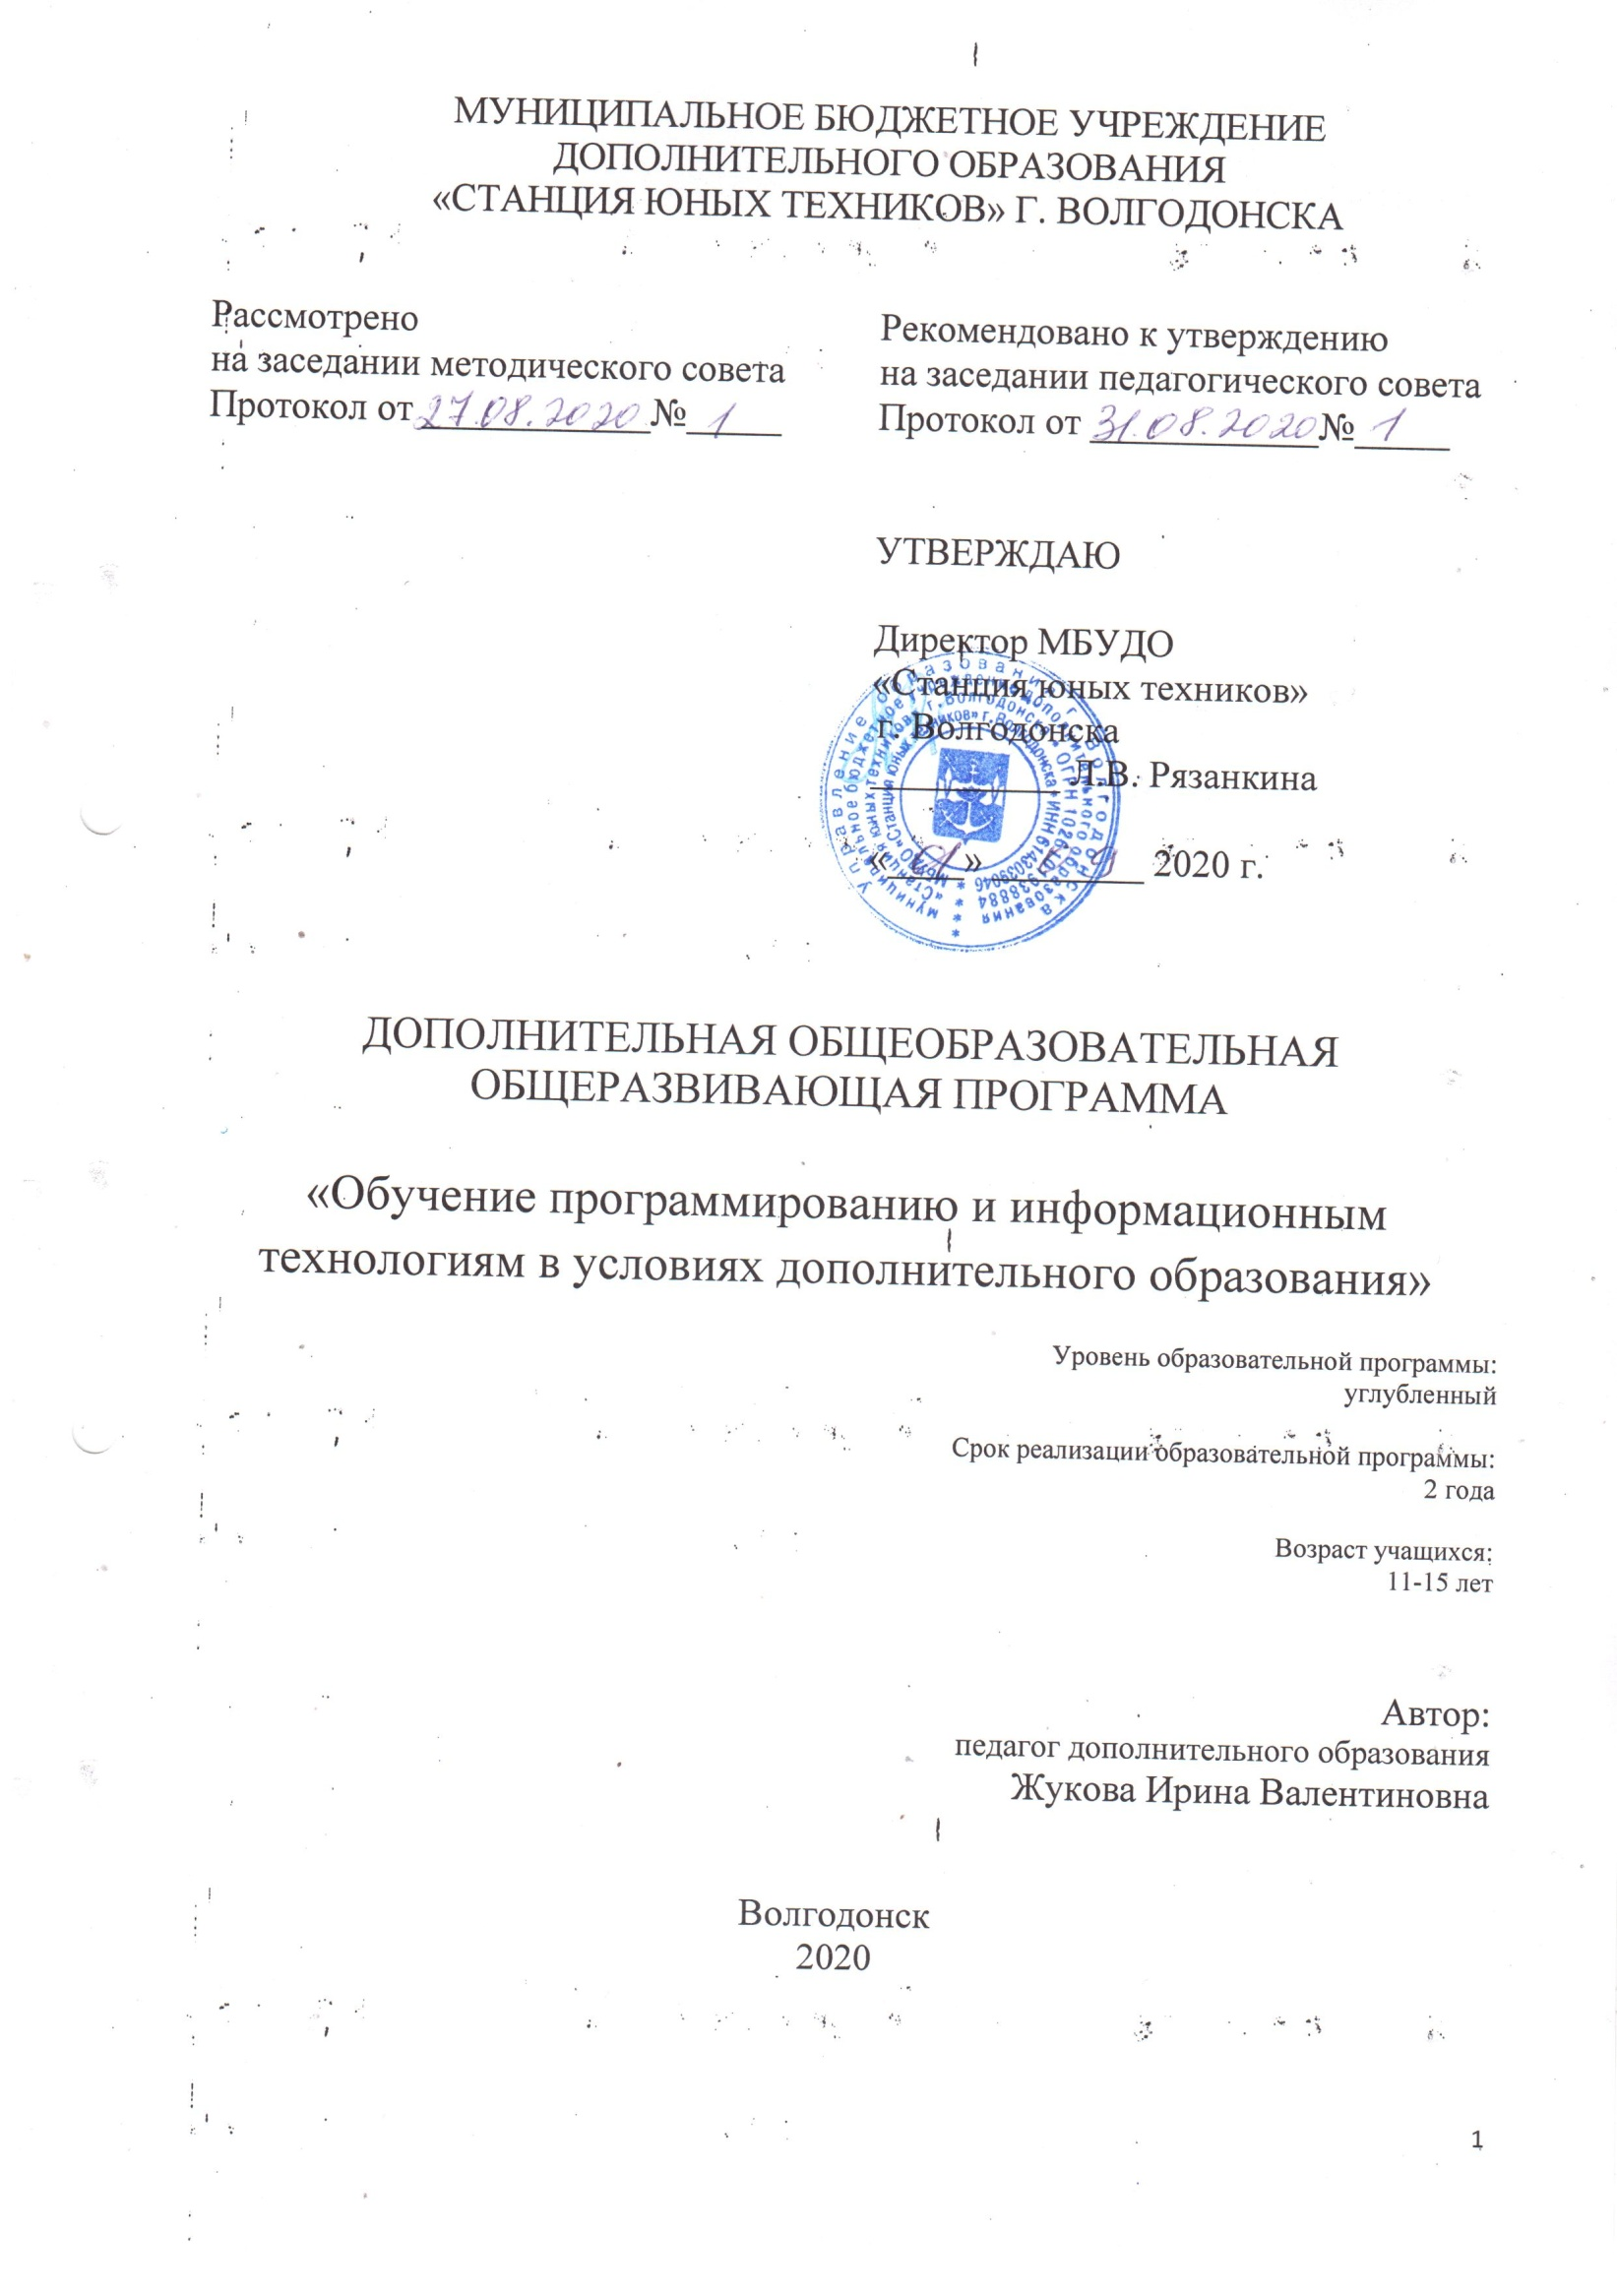 МУНИЦИПАЛЬНОЕ БЮДЖЕТНОЕ УЧРЕЖДЕНИЕ
ДОПОЛНИТЕЛЬНОГО ОБРАЗОВАНИЯ
«СТАНЦИЯ ЮНЫХ ТЕХНИКОВ» Г. ВОЛГОДОНСКА
Рассмотрено
на заседании методического совета
Протокол от 27.08.2020 № 1
Рекомендовано к утверждению
на заседании педагогического совета
Протокол от 31.08.2020 № 1
УТВЕРЖДАЮ
Директор МБУДО
«Станция юных техников»
г. Волгодонска
Л.В. Рязанкина
« » 2020 г.
ДОПОЛНИТЕЛЬНАЯ ОБЩЕОБРАЗОВАТЕЛЬНАЯ
ОБЩЕРАЗВИВАЮЩАЯ ПРОГРАММА
«Обучение программированию и информационным
технологиям в условиях дополнительного образования»
Уровень образовательной программы:
углубленный
Срок реализации образовательной программы:
2 года
Возраст учащихся:
11-15 лет
Автор:
педагог дополнительного образования
Жукова Ирина Валентиновна
Волгодонск
2020
1